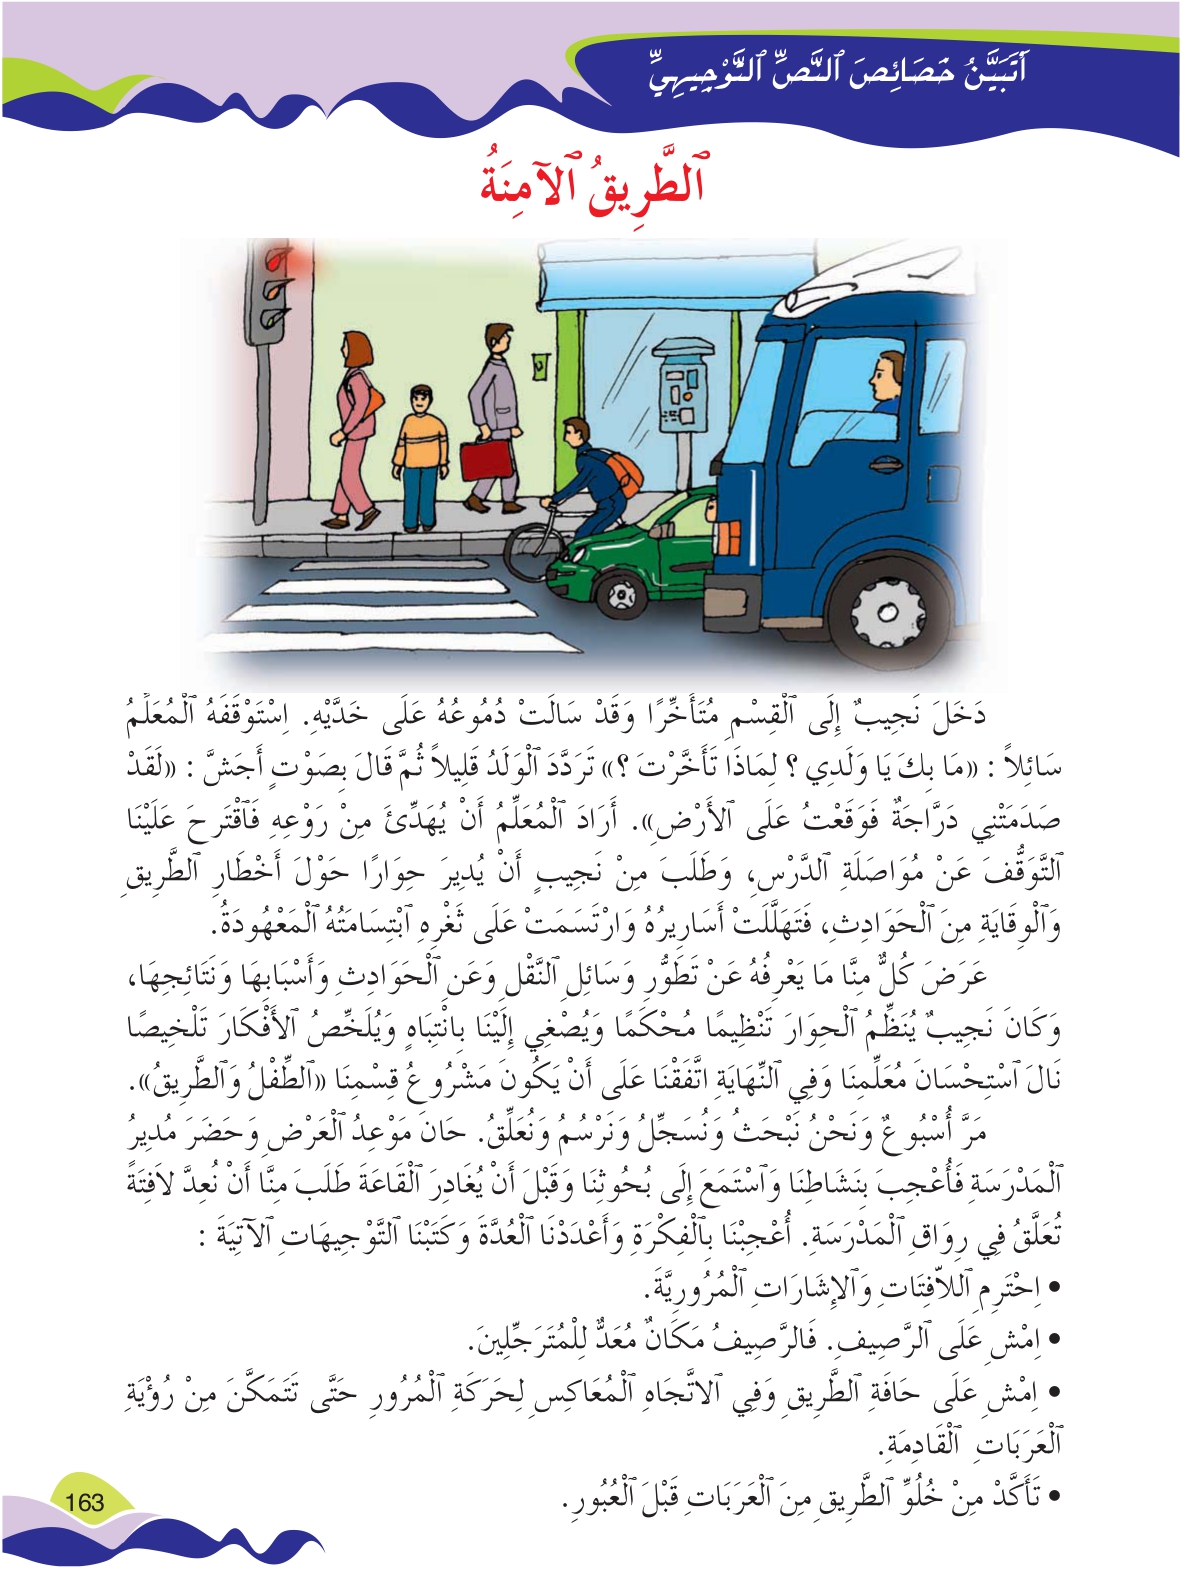 أَتَبَيَّنُ خَصَائِصَ ٱلنَّصِّ ٱلتَّوْجِيهِيِّ
ٱلطَّرِيقُ ٱلآمِنَةُ
دَخَلَ نَجِيبٌ إِلَى ٱلْقِسْمِ مُتَأَخِّرًا وَقَدْ سَالَتْ دُمُوعُهُ عَلَى خَدَّيْهِ. اِسْتَوْقَفَهُ ٱلْمُعَلِّمُ
سَائِلاً : «مَا بِكَ يَا وَلَدِي ؟ لِمَاذَا تَأَخَّرْتَ ؟» تَرَدَّدَ ٱلْوَلَدُ قَلِيلاً ثُمَّ قَالَ بِصَوْتٍ أَجَشَّ : «لَقَدْ
صَدَمَتْنِي دَرَّاجَةٌ فَوَقَعْتُ عَلَى ٱلأَرْضِ». أَرَادَ ٱلْمُعَلِّمُ أَنْ يُهَدِّئَ مِنْ رَوْعِهِ فَٱقْتَرحَ عَلَيْنَا
ٱلتَّوَقُّفَ عَنْ مُوَاصَلَةِ ٱلدَّرْسِ، وَطَلَبَ مِنْ نَجِيبٍ أَنْ يُدِيرَ حِوَارًا حَوْلَ أَخْطَارِ ٱلطَّرِيقِ
وَٱلْوِقَايَةِ مِنَ ٱلْحَوَادِثِ، فَتَهَلَّلَتْ أَسَارِيرُهُ وَارْتَسَمَتْ عَلَى ثَغْرِهِ ٱبْتِسَامَتُهُ ٱلْمَعْهُودَةُ.
عَرَضَ كُلٌّ مِنَّا مَا يَعْرِفُهُ عَنْ تَطَوُّرِ وَسَائِلِ ٱلنَّقْلِ وَعَنِ ٱلْحَوَادِثِ وَأَسْبَابِهَا وَنَتَائِجِهَا،
وَكَانَ نَجِيبٌ يُنَظِّمُ ٱلْحِوَارَ تَنْظِيمًا مُحْكَمًا وَيُصْغِي إِلَيْنَا بِانْتِبَاهٍ وَيُلَخِّصُ ٱلأَفْكَارَ تَلْخِيصًا
نَالَ ٱسْتِحْسَانَ مُعَلِّمِنَا وَفِي ٱلنِّهَايَةِ اتَّفَقْنَا عَلَى أَنْ يَكُونَ مَشْرُوعُ قِسْمِنَا «ٱلطِّفْلُ وَٱلطَّرِيقُ».
مَرَّ أُسْبُوعٌ وَنَحْنُ نَبْحَثُ وَنُسَجِّلُ وَنَرْسُمُ وَنُعَلِّقُ. حَانَ مَوْعِدُ ٱلْعَرْضِ وَحَضَرَ مُدِيرُ
ٱلْمَدْرَسَةِ فَأُعْجِبَ بِنَشَاطِنَا وَٱسْتَمَعَ إِلَى بُحُوثِنَا وَقَبْلَ أَنْ يُغَادِرَ ٱلْقَاعَةَ طَلَبَ مِنَّا أَنْ نُعِدَّ لاَفِتَةً
تُعَلَّقُ فِي رِوَاقِ ٱلْمَدْرَسَةِ. أُعْجِبْنَا بِٱلْفِكْرَةِ وَأَعْدَدْنَا ٱلْعُدَّةَ وَكَتَبْنَا ٱلتَّوْجِيهَاتِ ٱلآتِيَةَ :
• اِحْتَرِمِ ٱللاَّفِتَاتِ وَٱلإِشَارَاتِ ٱلْمُرُورِيَّةَ.
• اِمْشِ عَلَى ٱلرَّصِيفِ. فَالرَّصِيفُ مَكَانٌ مُعَدٌّ لِلْمُتَرَجِّلِينَ.
• اِمْشِ عَلَى حَافَةِ ٱلطَّرِيقِ وَفِي ٱلاتَّجَاهِ ٱلْمُعَاكِسِ لِحَرَكَةِ ٱلْمُرُورِ حَتَّى تَتَمَكَّنَ مِنْ رُؤْيَةِ
ٱلْعَرَبَاتِ ٱلْقَادِمَةِ.
• تَأَكَّدْ مِنْ خُلُوِّ ٱلطَّرِيقِ مِنَ ٱلْعَرَبَاتِ قَبْلَ ٱلْعُبُورِ.
163